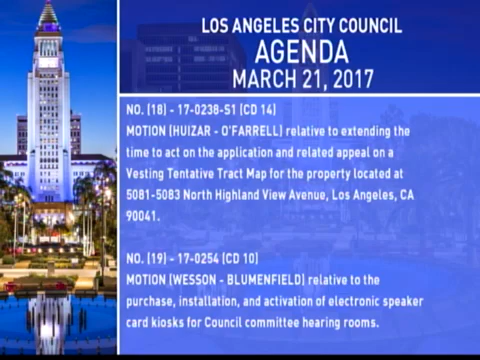 LOS ANGELES CITY COUNCIL
AGENDA
MARCH 21, 2017
NO. (18) - 17-0238-S1 (CD 14)
MOTION (HUIZAR - O'FARRELL) relative to extending the
time to act on the application and related appeal on a
Vesting Tentative Tract Map for the property located at
5081-5083 North Highland View Avenue, Los Angeles, CA
90041.
NO. (19) - 17-0254 (CD 10)
MOTION (WESSON - BLUMENFIELD) relative to the
purchase, installation, and activation of electronic speaker
card kiosks for Council committee hearing rooms.